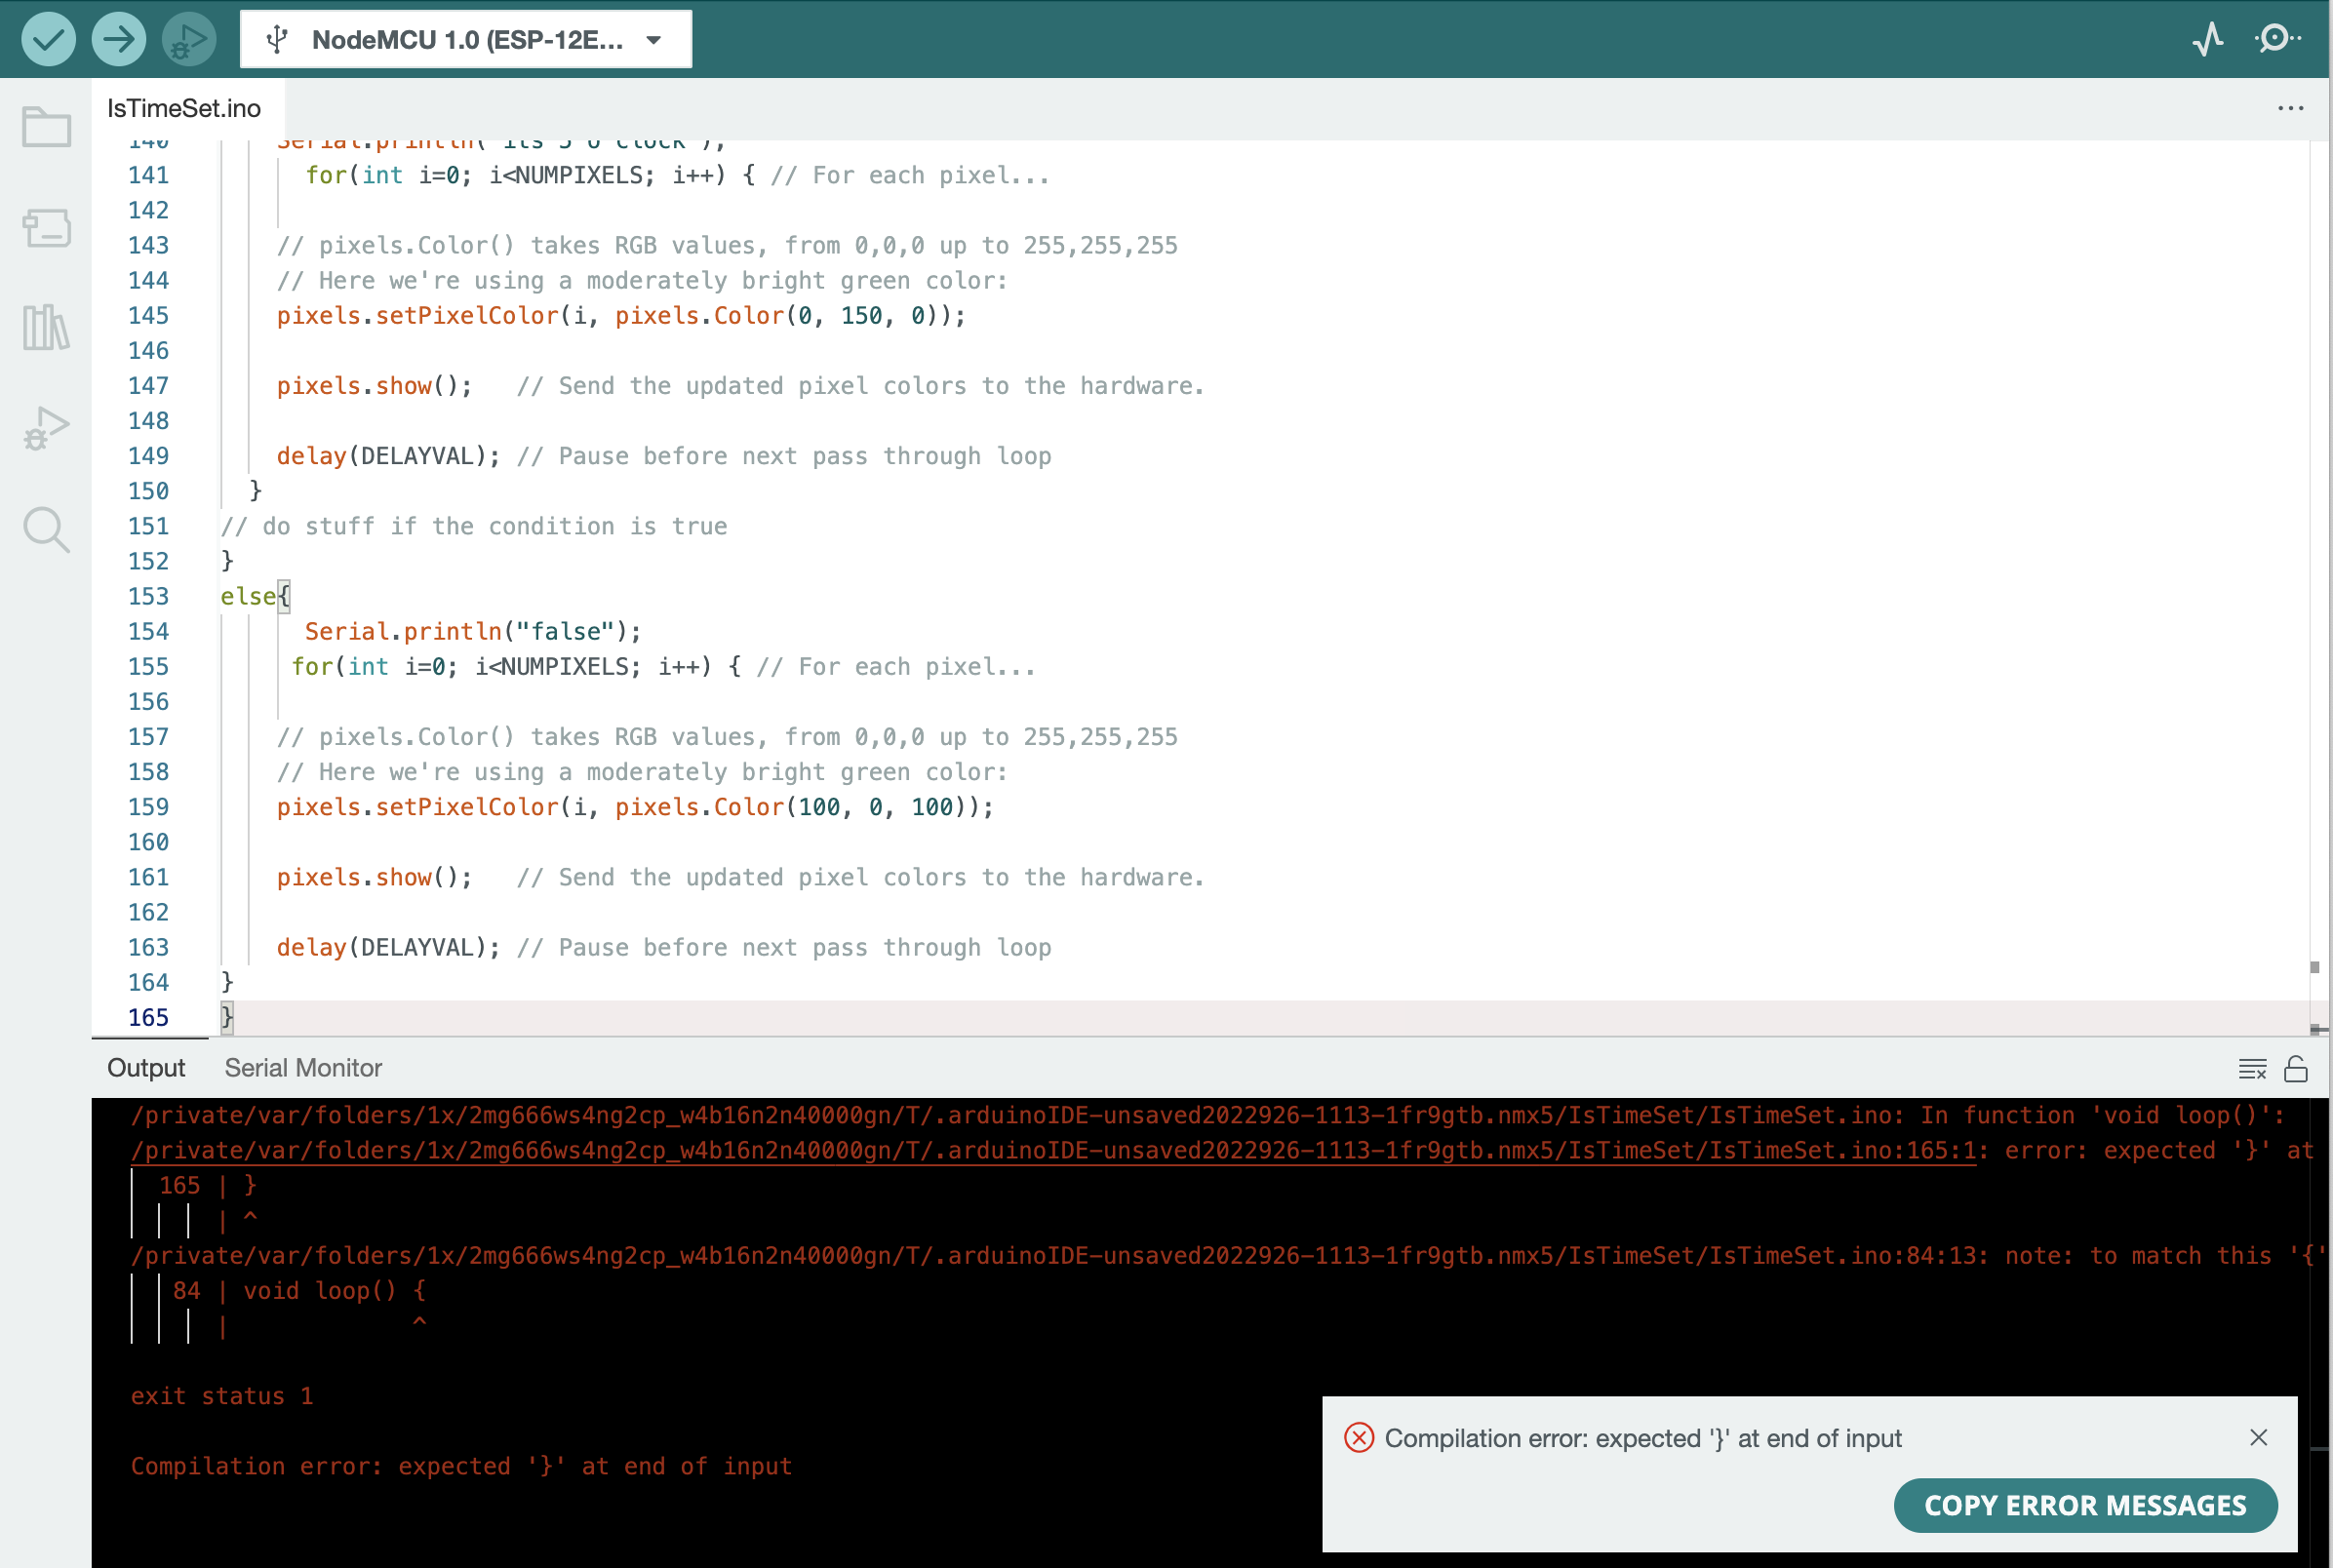 NodeMCU 1.0 (ESP-12E...
IsTimeSet.ino
...
140 Serial.println("its 5 o clock");
141 for(int i=0; i<NUMPIXELS; i++) { // For each pixel...
142
143 // pixels.Color() takes RGB values, from 0,0,0 up to 255,255,255
144 // Here we're using a moderately bright green color:
145 pixels.setPixelColor(i, pixels.Color(0, 150, 0));
146
147 pixels.show();   // Send the updated pixel colors to the hardware.
148
149 delay(DELAYVAL); // Pause before next pass through loop
150 }
151 // do stuff if the condition is true
152 }
153 else{
154 Serial.println("false");
155 for(int i=0; i<NUMPIXELS; i++) { // For each pixel...
156
157 // pixels.Color() takes RGB values, from 0,0,0 up to 255,255,255
158 // Here we're using a moderately bright green color:
159 pixels.setPixelColor(i, pixels.Color(100, 0, 100));
160
161 pixels.show();   // Send the updated pixel colors to the hardware.
162
163 delay(DELAYVAL); // Pause before next pass through loop
164 }
165 }
Output Serial Monitor
/private/var/folders/1x/2mg666ws4ng2cp_w4b16n2n40000gn/T/.arduinoIDE-unsaved2022926-1113-1fr9gtb.nmx5/IsTimeSet/IsTimeSet.ino: In function 'void loop()':
/private/var/folders/1x/2mg666ws4ng2cp_w4b16n2n40000gn/T/.arduinoIDE-unsaved2022926-1113-1fr9gtb.nmx5/IsTimeSet/IsTimeSet.ino:165:1: error: expected '}' at
165 | }
| ^
/private/var/folders/1x/2mg666ws4ng2cp_w4b16n2n40000gn/T/.arduinoIDE-unsaved2022926-1113-1fr9gtb.nmx5/IsTimeSet/IsTimeSet.ino:84:13: note: to match this '{'
84 | void loop() {
| ^
exit status 1
Compilation error: expected '}' at end of input
Compilation error: expected '}' at end of input
COPY ERROR MESSAGES